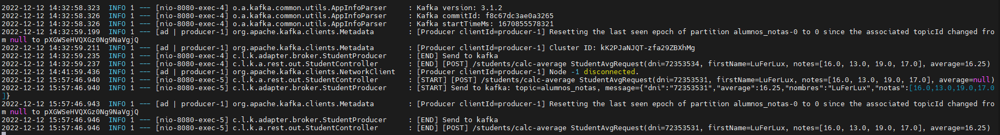 2022-12-12 14:32:58.323  INFO 1 --- [nio-8080-exec-4] o.a.kafka.common.utils.AppInfoParser     : Kafka version: 3.1.2
2022-12-12 14:32:58.326  INFO 1 --- [nio-8080-exec-4] o.a.kafka.common.utils.AppInfoParser     : Kafka commitId: f8c67dc3ae0a3265
2022-12-12 14:32:58.326  INFO 1 --- [nio-8080-exec-4] o.a.kafka.common.utils.AppInfoParser     : Kafka startTimeMs: 1670855578321
2022-12-12 14:32:59.199  INFO 1 --- [ad | producer-1] org.apache.kafka.clients.Metadata        : [Producer clientId=producer-1] Resetting the last seen epoch of partition alumnos_notas-0 to 0 since the associated topicId changed fro
m null to pXGWSeHVQXGz0Ng9NaVgjQ
2022-12-12 14:32:59.211  INFO 1 --- [ad | producer-1] org.apache.kafka.clients.Metadata        : [Producer clientId=producer-1] Cluster ID: kK2PJaNJQT-zfa29ZBXhMg
2022-12-12 14:32:59.235  INFO 1 --- [nio-8080-exec-4] c.l.k.adapter.broker.StudentProducer     : [END] Send to kafka
2022-12-12 14:32:59.237  INFO 1 --- [nio-8080-exec-4] c.l.k.a.rest.out.StudentController       : [END] [POST] /students/calc-average StudentAvgRequest(dni=72353534, firstName=LuFerLux, notes=[16.0, 13.0, 19.0, 17.0], average=16.25)
2022-12-12 14:41:59.436  INFO 1 --- [ad | producer-1] org.apache.kafka.clients.NetworkClient   : [Producer clientId=producer-1] Node -1 disconnected.
2022-12-12 15:57:46.940  INFO 1 --- [nio-8080-exec-5] c.l.k.a.rest.out.StudentController       : [START] [POST] /students/calc-average StudentAvgRequest(dni=72353531, firstName=LuFerLux, notes=[16.0, 13.0, 19.0, 17.0], average=null)
2022-12-12 15:57:46.940  INFO 1 --- [nio-8080-exec-5] c.l.k.adapter.broker.StudentProducer     : [START] Send to kafka: topic=alumnos_notas, message={"dni":"72353531","average":16.25,"nombres":"LuFerLux","notas":[16.0,13.0,19.0,17.0
]}
2022-12-12 15:57:46.943  INFO 1 --- [ad | producer-1] org.apache.kafka.clients.Metadata        : [Producer clientId=producer-1] Resetting the last seen epoch of partition alumnos_notas-0 to 0 since the associated topicId changed fro
m null to pXGWSeHVQXGz0Ng9NaVgjQ
2022-12-12 15:57:46.946  INFO 1 --- [nio-8080-exec-5] c.l.k.adapter.broker.StudentProducer     : [END] Send to kafka
2022-12-12 15:57:46.946  INFO 1 --- [nio-8080-exec-5] c.l.k.a.rest.out.StudentController       : [END] [POST] /students/calc-average StudentAvgRequest(dni=72353531, firstName=LuFerLux, notes=[16.0, 13.0, 19.0, 17.0], average=16.25)